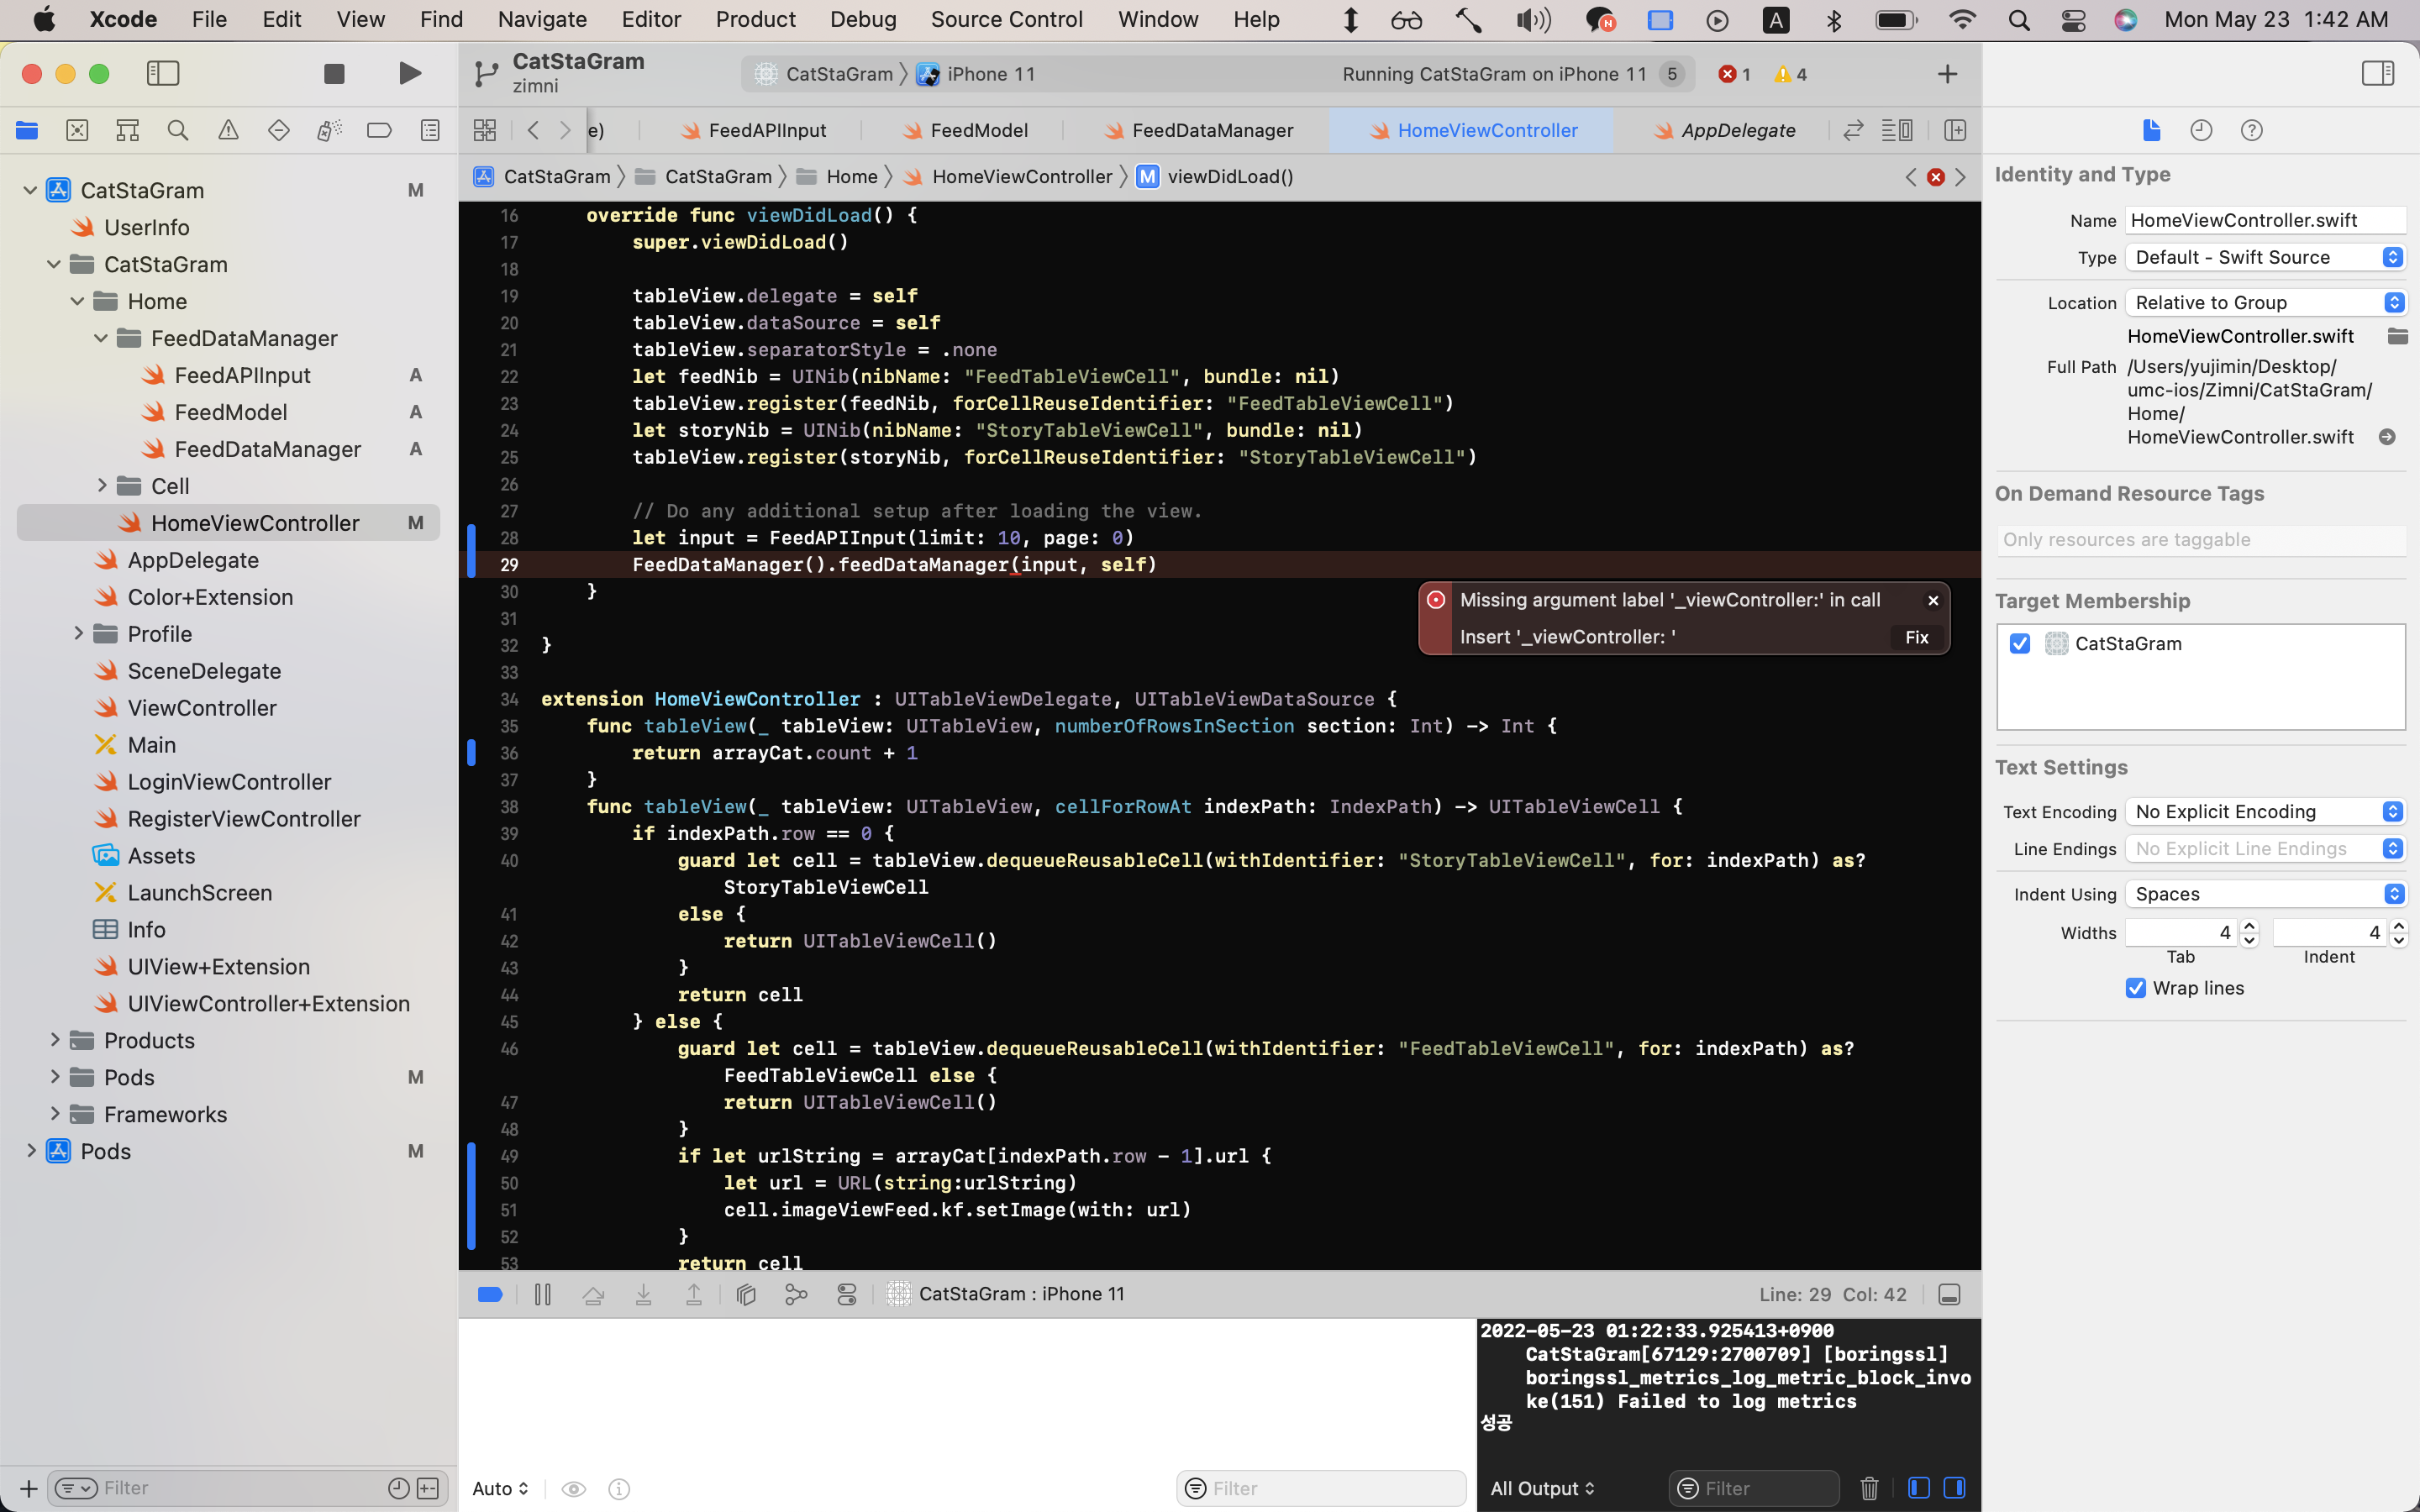 Xcode File Edit View Find Navigate Editor Product Debug Source Control Window Help N A Mon May 23 1:42 AM
CatStaGram
zimni
CatStaGram iPhone 11
Running CatStaGram on iPhone 11 5
1
4
e)
FeedAPIInput
FeedModel
FeedDataManager
HomeViewController
AppDelegate
CatStaGram
CatStaGram
Home
HomeViewController
M viewDidLoad()
CatStaGram M
UserInfo
CatStaGram
Home
FeedDataManager
FeedAPIInput A
FeedModel A
FeedDataManager A
Cell
HomeViewController M
AppDelegate
Color+Extension
Profile
SceneDelegate
ViewController
Main
LoginViewController
RegisterViewController
Assets
LaunchScreen
Info
UIView+Extension
UIViewController+Extension
Products
Pods M
Frameworks
Pods M
Filter
16 override func viewDidLoad() {
17 super.viewDidLoad()
18
19 tableView.delegate = self
20 tableView.dataSource = self
21 tableView.separatorStyle = .none
22 let feedNib = UINib(nibName: "FeedTableViewCell", bundle: nil)
23 tableView.register(feedNib, forCellReuseIdentifier: "FeedTableViewCell")
24 let storyNib = UINib(nibName: "StoryTableViewCell", bundle: nil)
25 tableView.register(storyNib, forCellReuseIdentifier: "StoryTableViewCell")
26
27 // Do any additional setup after loading the view.
28 let input = FeedAPIInput(limit: 10, page: 0)
29 FeedDataManager().feedDataManager(input, self)
30 }
Missing argument label '_viewController:' in call
Insert '_viewController: '
Fix
31
32 }
33
34 extension HomeViewController : UITableViewDelegate, UITableViewDataSource {
35 func tableView(_ tableView: UITableView, numberOfRowsInSection section: Int) -> Int {
36 return arrayCat.count + 1
37 }
38 func tableView(_ tableView: UITableView, cellForRowAt indexPath: IndexPath) -> UITableViewCell {
39 if indexPath.row == 0 {
40 guard let cell = tableView.dequeueReusableCell(withIdentifier: "StoryTableViewCell", for: indexPath) as?
StoryTableViewCell
41 else {
42 return UITableViewCell()
43 }
44 return cell
45 } else {
46 guard let cell = tableView.dequeueReusableCell(withIdentifier: "FeedTableViewCell", for: indexPath) as?
FeedTableViewCell else {
47 return UITableViewCell()
48 }
49 if let urlString = arrayCat[indexPath.row - 1].url {
50 let url = URL(string:urlString)
51 cell.imageViewFeed.kf.setImage(with: url)
52 }
53 return cell
CatStaGram : iPhone 11
Line: 29 Col: 42
2022-05-23 01:22:33.925413+0900
CatStaGram[67129:2700709] [boringssl]
boringssl_metrics_log_metric_block_invo
ke(151) Failed to log metrics
성공
Auto
Filter
All Output
Filter
Identity and Type
Name HomeViewController.swift
Type Default - Swift Source
Location Relative to Group
HomeViewController.swift
Full Path /Users/yujimin/Desktop/
umc-ios/Zimni/CatStaGram/
Home/
HomeViewController.swift
On Demand Resource Tags
Only resources are taggable
Target Membership
CatStaGram
Text Settings
Text Encoding No Explicit Encoding
Line Endings No Explicit Line Endings
Indent Using Spaces
Widths 4 4
Tab Indent
Wrap lines